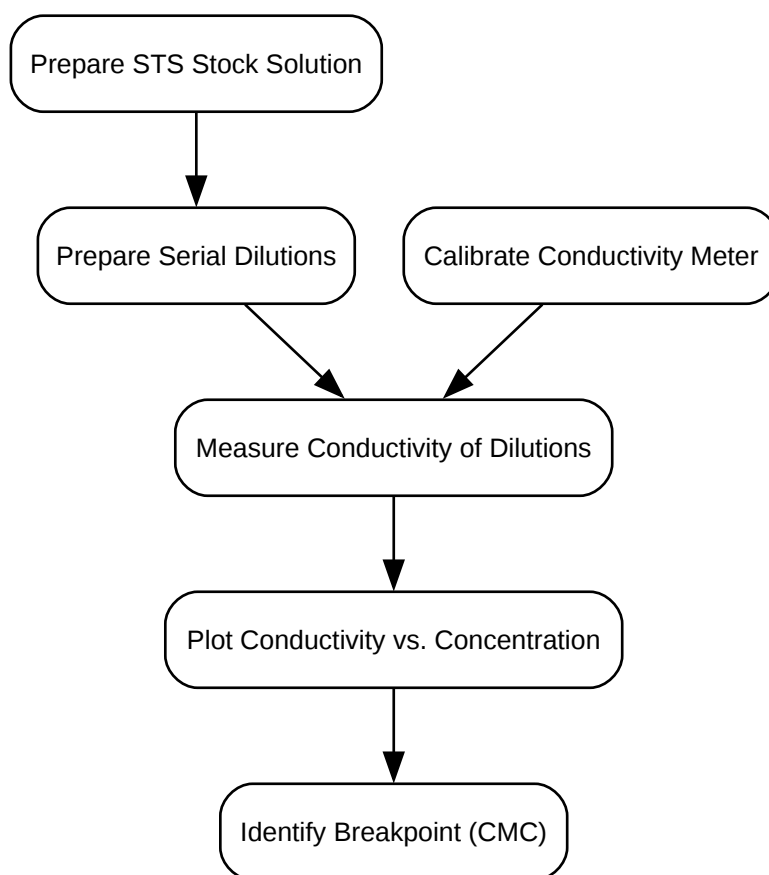 Prepare STS Stock Solution
Prepare Serial Dilutions
Calibrate Conductivity Meter
Measure Conductivity of Dilutions
Plot Conductivity vs. Concentration
Identify Breakpoint (CMC)